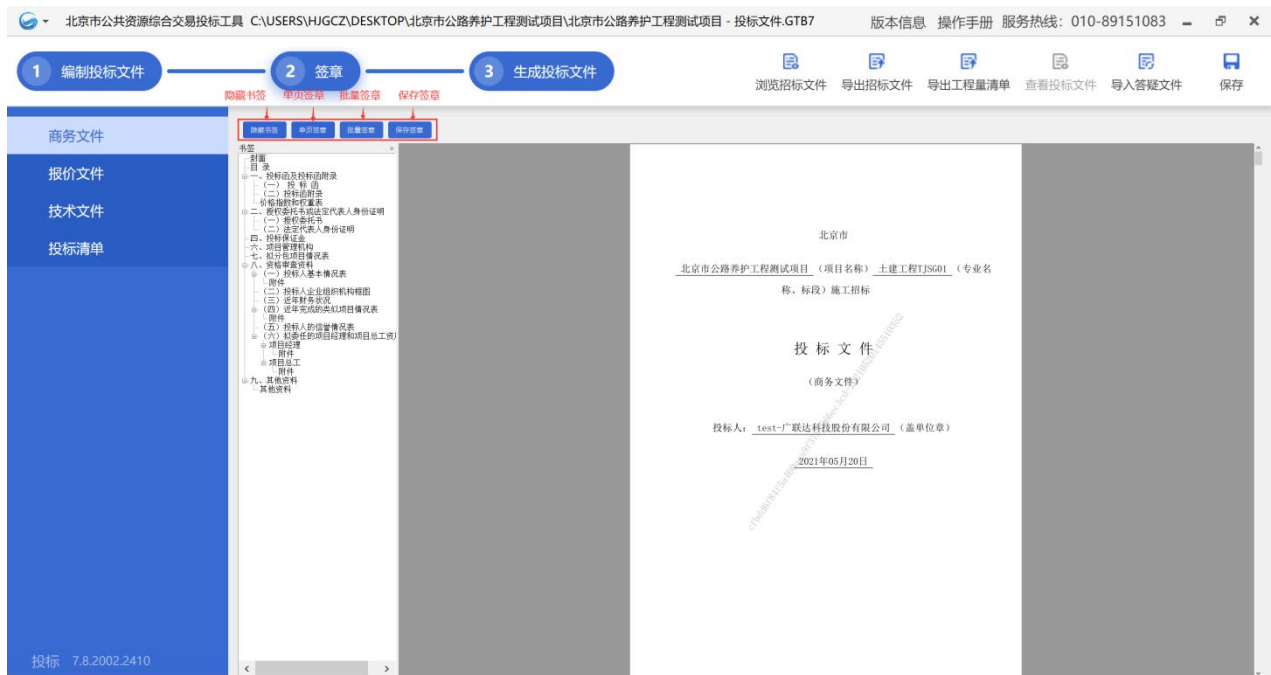 北京市公共资源综合交易投标工具 C:\USERS\HJGCZ\DESKTOP\北京市公路养护工程测试项目\北京市公路养护工程测试项目 - 投标文件.GTB7 版本信息 操作手册 服务热线：010-89151083
1 编制投标文件 2 签章 3 生成投标文件
浏览招标文件 导出招标文件 导出工程量清单 查看投标文件 导入答疑文件 保存
隐藏书签 单页签章 批量签章 保存签章
隐藏书签 单页签章 批量签章 保存签章
商务文件
报价文件
技术文件
投标清单
书签
封面
目 录
一、投标函及投标函附录
（一）投 标 函
（二）投标函附录
价格指数和权重表
二、授权委托书或法定代表人身份证明
（一）授权委托书
（二）法定代表人身份证明
四、投标保证金
六、项目管理机构
七、拟分包项目情况表
八、资格审查资料
（一）投标人基本情况表
附件
（二）投标人企业组织机构框图
（三）近年财务状况
（四）近年完成的类似项目情况表
附件
（五）投标人的信誉情况表
（六）拟委任的项目经理和项目总工资
项目经理
附件
项目总工
附件
九、其他资料
其他资料
北京市
北京市公路养护工程测试项目 （项目名称） 土建工程TJSG01 （专业名
称、标段）施工招标
投 标 文 件
（商务文件）
投标人： test-广联达科技股份有限公司 （盖单位章）
2021年05月20日
投标 7.8.2002.2410